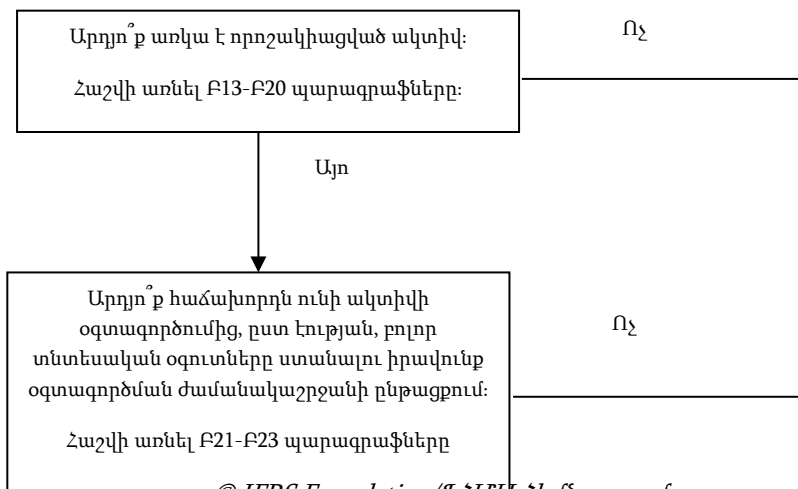 Արդյո՞ք առկա է որոշակիացված ակտիվ:
Ոչ
Հաշվի առնել Բ13-Բ20 պարագրաֆները:
Այո
Արդյո՞ք հաճախորդն ունի ակտիվի
օգտագործումից, ըստ էության, բոլոր
տնտեսական օգուտները ստանալու իրավունք
օգտագործման ժամանակաշրջանի ընթացքում:
Ոչ
Հաշվի առնել Բ21-Բ23 պարագրաֆները
© IFRS Foundation